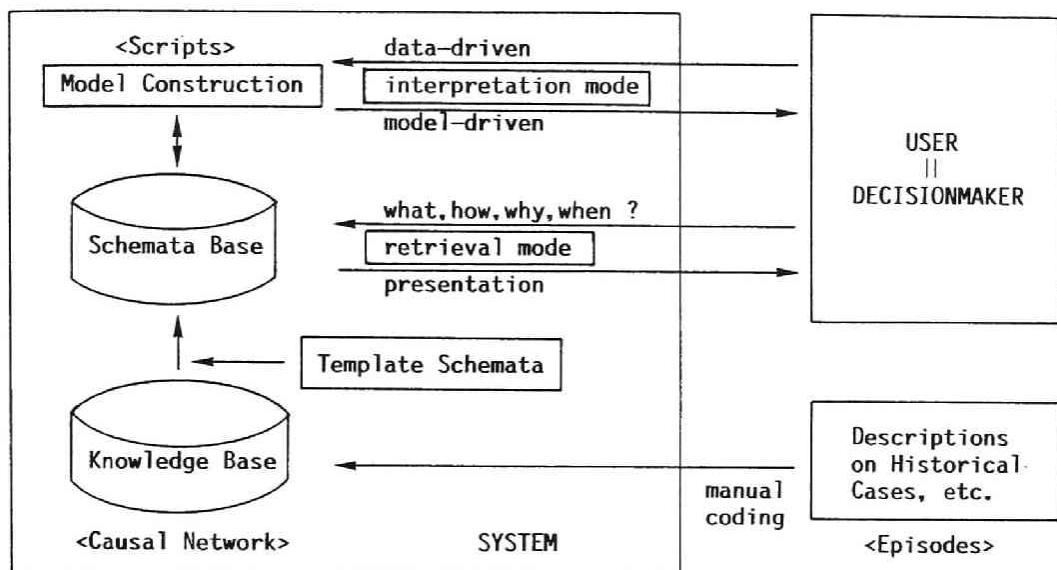 <Scripts>
Model Construction
data-driven
interpretation mode
model-driven
USER
||
DECISIONMAKER
Schemata Base
what,how,why,when ?
retrieval mode
presentation
Template Schemata
Knowledge Base
<Causal Network>
SYSTEM
manual
coding
Descriptions
on Historical
Cases, etc.
<Episodes>